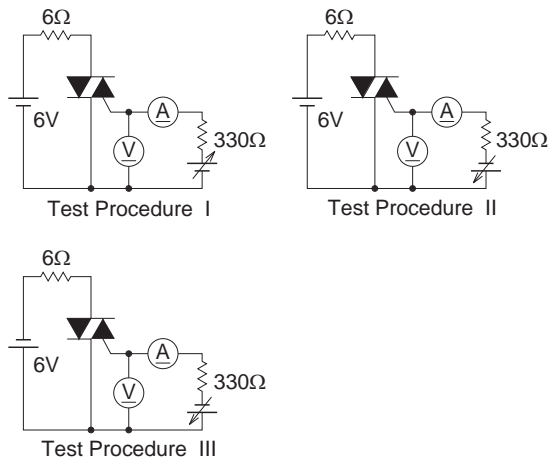 6Ω
6V
A
V
330Ω
Test Procedure I
6Ω
6V
A
V
330Ω
Test Procedure II
6Ω
6V
A
V
330Ω
Test Procedure III